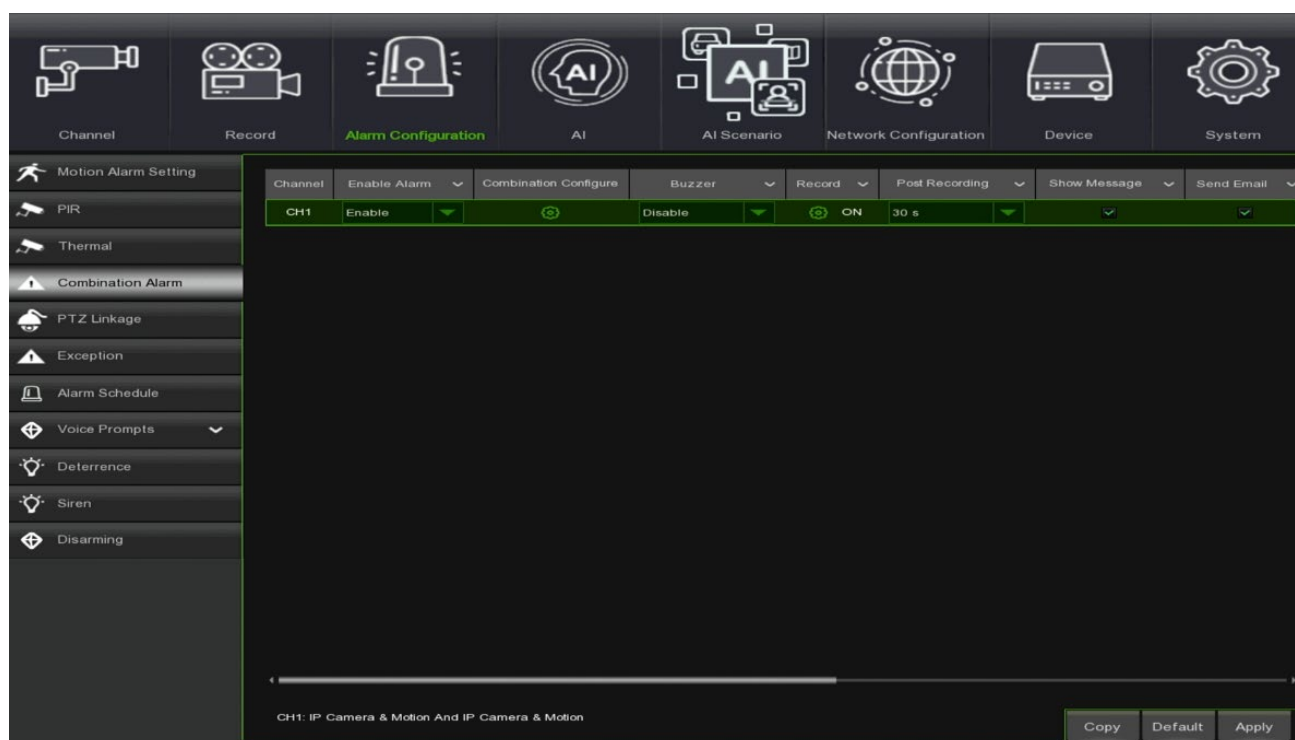 AI
AI
Channel Record Alarm Configuration AI AI Scenario Network Configuration Device System
Motion Alarm Setting
PIR
Thermal
Combination Alarm
PTZ Linkage
Exception
Alarm Schedule
Voice Prompts
Deterrence
Siren
Disarming
Channel Enable Alarm Combination Configure Buzzer Record Post Recording Show Message Send Email
CH1 Enable Disable ON 30 s
CH1: IP Camera & Motion And IP Camera & Motion
Copy Default Apply